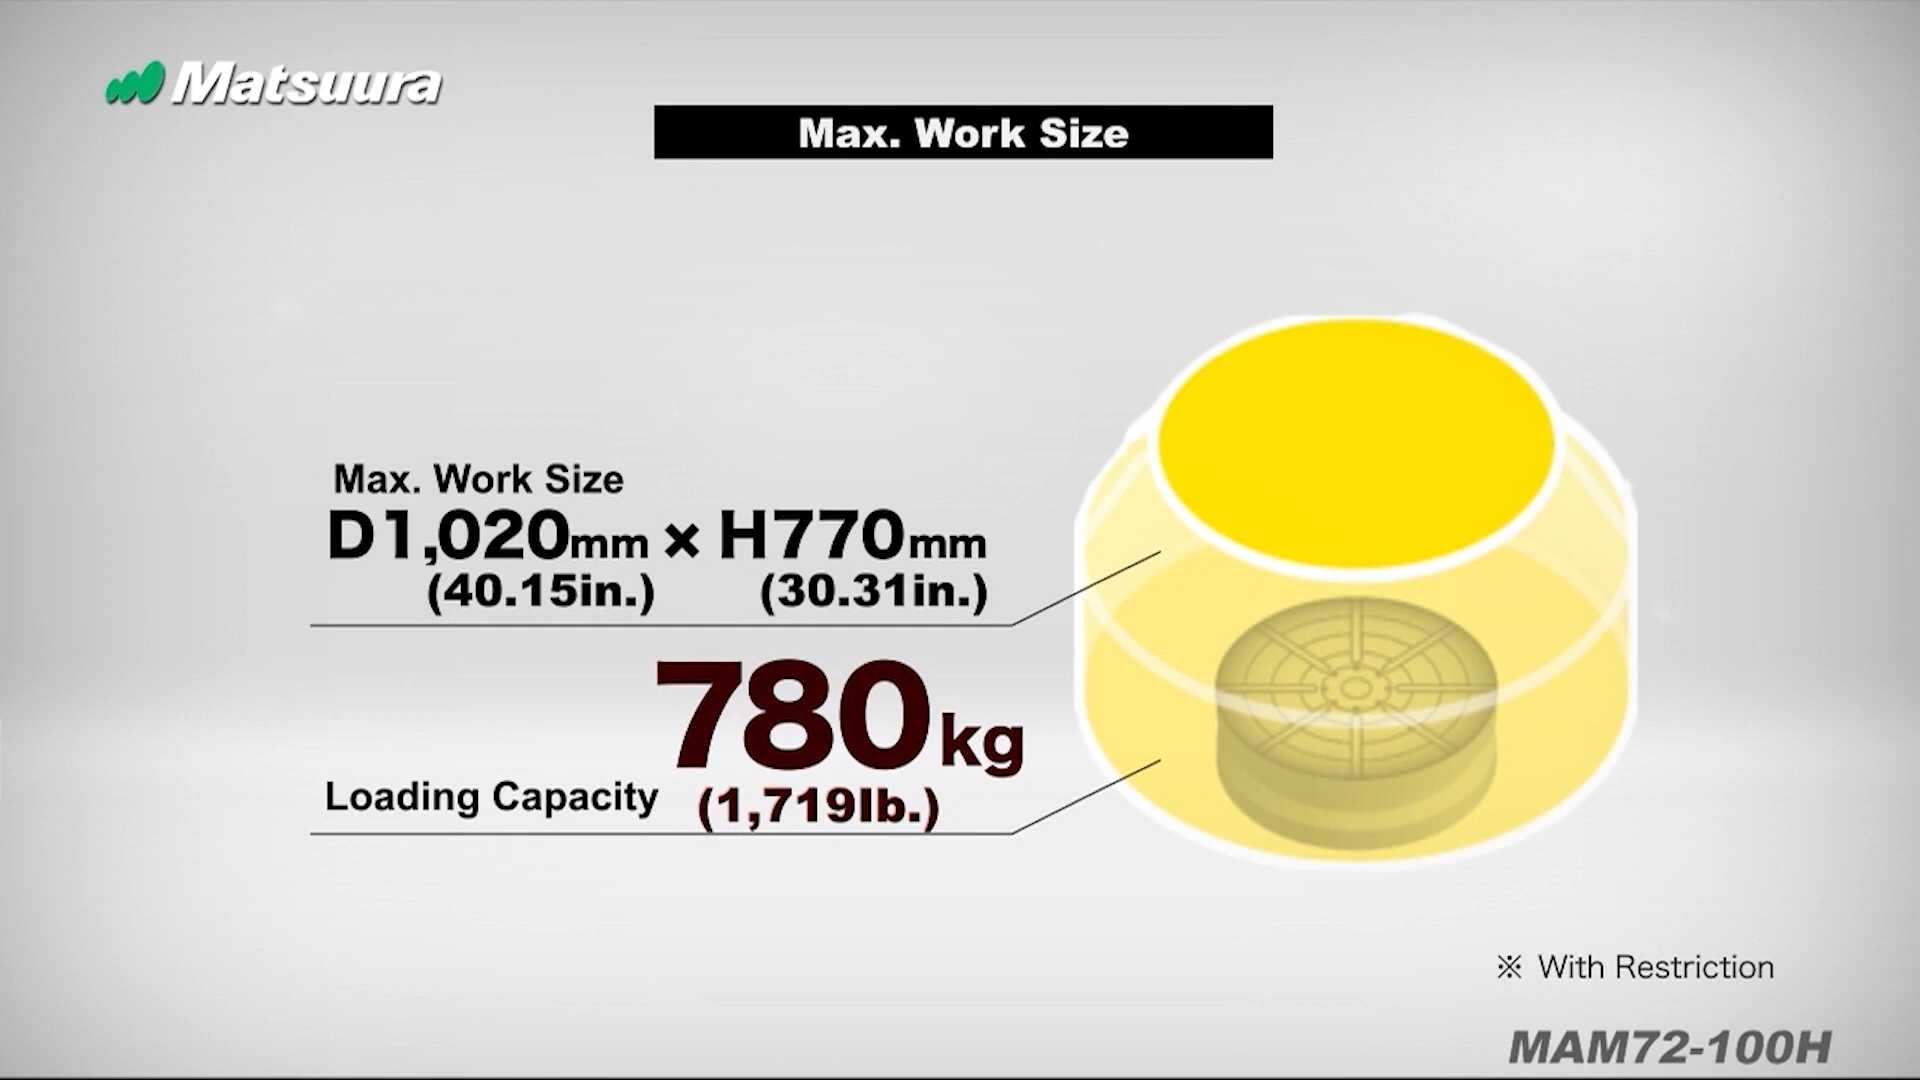 Matsuura
Max. Work Size
Max. Work Size
D1,020mm × H770mm
(40.15in.) (30.31in.)
780kg
Loading Capacity (1,719lb.)
※ With Restriction
MAM72-100H